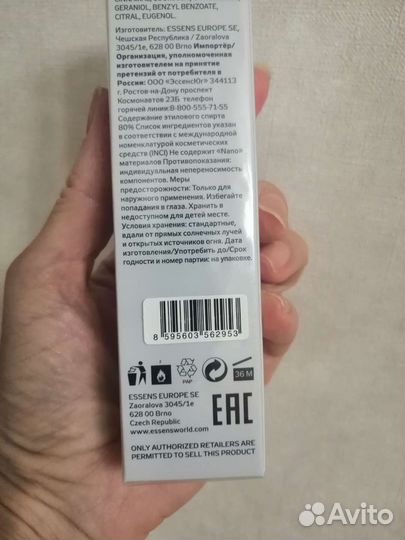 GERANIOL, BENZYL BENZOATE,
CITRAL, EUGENOL.
Изготовитель: ESSENS EUROPE SE,
Чешская Республика / Zaoralova
3045/1e, 628 00 Brno Импортёр/
Организация, уполномоченная
изготовителем на принятие
претензий от потребителя в
России: ООО «ЭссенсЮг» 344113
г. Ростов-на-Дону проспект
Космонавтов 23Б телефон
горячей линии:8-800-555-71-55
Содержание этилового спирта
80% Список ингредиентов указан
в соответствии с международной
номенклатурой косметических
средств (INCI) Не содержит «Nano»
материалов Противопоказания:
индивидуальная непереносимость
компонентов. Меры
предосторожности: Только для
наружного применения. Избегайте
попадания в глаза. Хранить в
недоступном для детей месте.
Условия хранения: стандартные,
вдали от прямых солнечных лучей
и открытых источников огня. Дата
изготовления/Употребить до/Срок
годности и номер партии: на упаковке.
8 595603 562953
PAP
36 M
ESSENS EUROPE SE
Zaoralova 3045/1e
628 00 Brno
Czech Republic
www.essensworld.com
EAC
ONLY AUTHORIZED RETAILERS ARE
PERMITTED TO SELL THIS PRODUCT
Avito